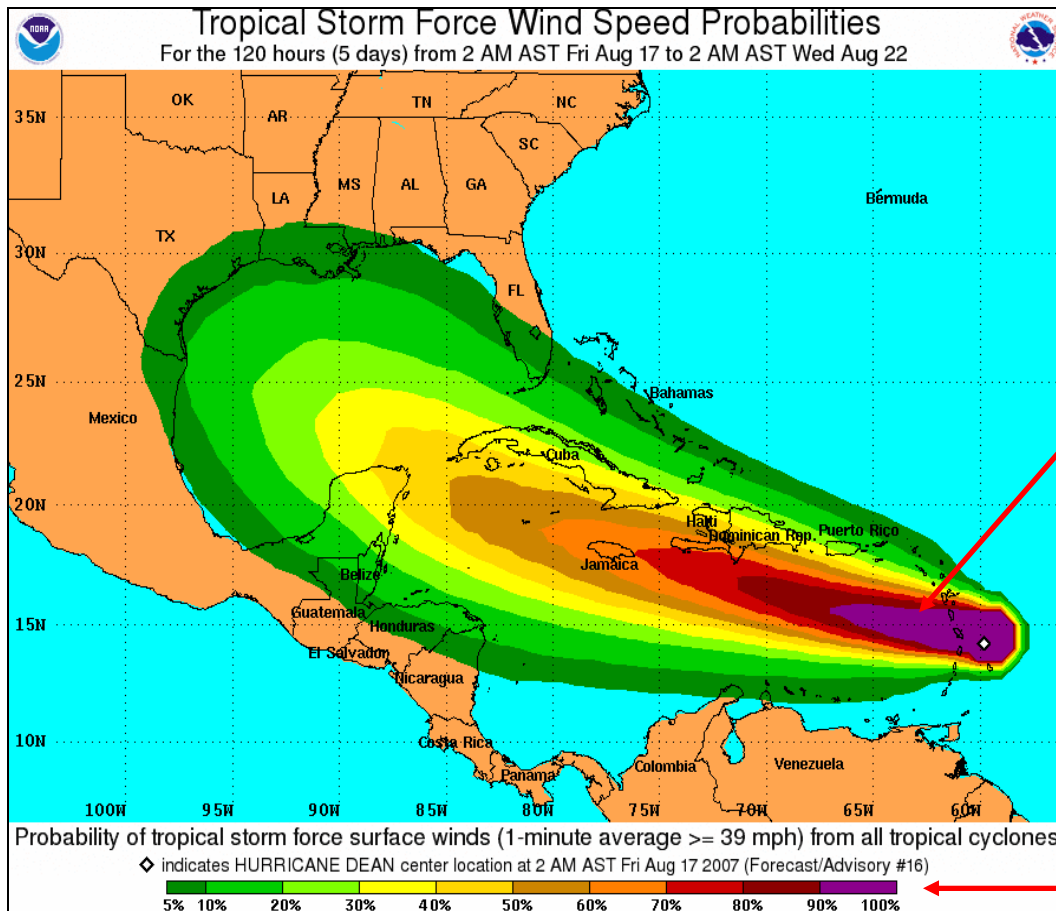 Tropical Storm Force Wind Speed Probabilities
For the 120 hours (5 days) from 2 AM AST Fri Aug 17 to 2 AM AST Wed Aug 22
NOAA
35N
OK
AR
TN
NC
SC
MS
AL
GA
LA
TX
Bermuda
30N
FL
25N
Mexico
Bahamas
Cuba
20N
Haiti
Dominican Rep.
Puerto Rico
Jamaica
Belize
Guatemala
15N
Honduras
El Salvador
Nicaragua
10N
Costa Rica
Panama
Colombia
Venezuela
100W 95W 90W 85W 80W 75W 70W 65W 60W
Probability of tropical storm force surface winds (1-minute average >= 39 mph) from all tropical cyclones
indicates HURRICANE DEAN center location at 2 AM AST Fri Aug 17 2007 (Forecast/Advisory #16)
5% 10% 20% 30% 40% 50% 60% 70% 80% 90% 100%